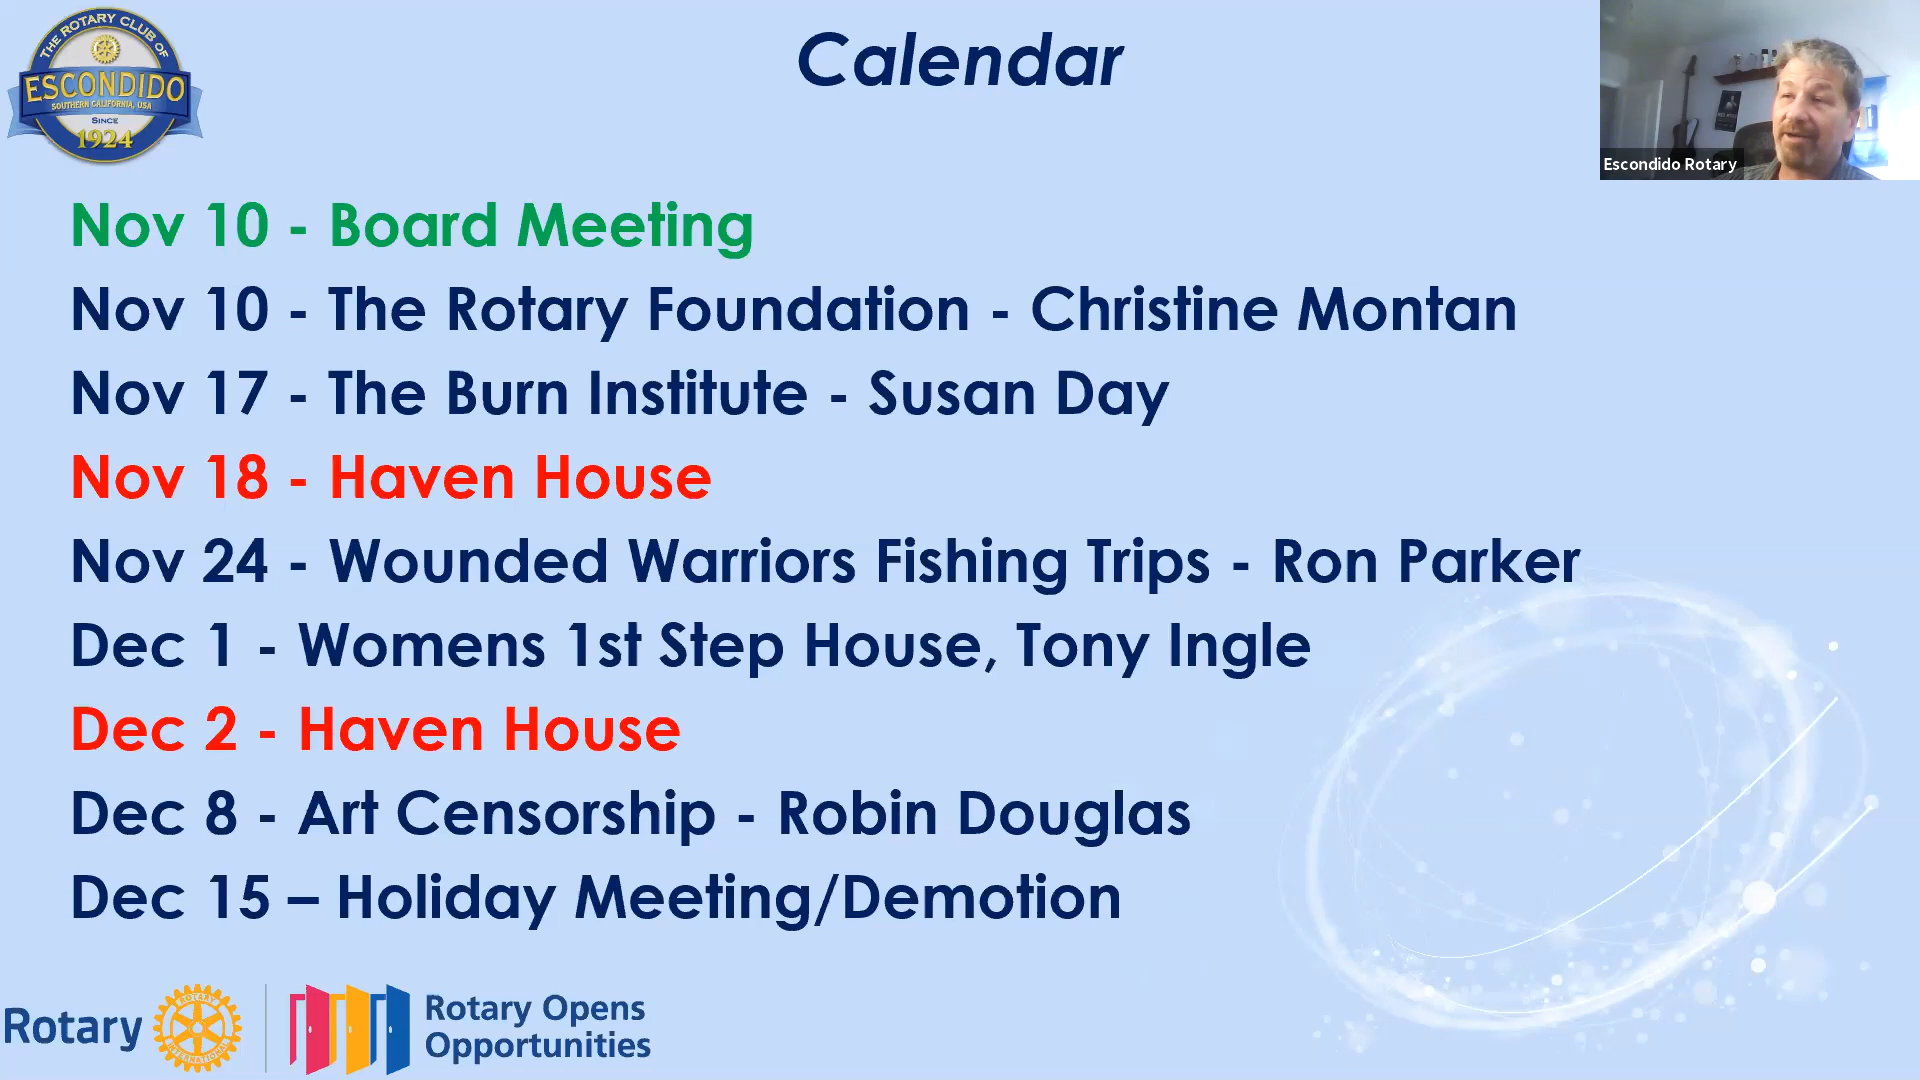 THE ROTARY CLUB OF
ESCONDIDO
SOUTHERN CALIFORNIA, USA
SINCE
1924
Calendar
Escondido Rotary
Nov 10 - Board Meeting
Nov 10 - The Rotary Foundation - Christine Montan
Nov 17 - The Burn Institute - Susan Day
Nov 18 - Haven House
Nov 24 - Wounded Warriors Fishing Trips - Ron Parker
Dec 1 - Womens 1st Step House, Tony Ingle
Dec 2 - Haven House
Dec 8 - Art Censorship - Robin Douglas
Dec 15 – Holiday Meeting/Demotion
Rotary
ROTARY
INTERNATIONAL
Rotary Opens
Opportunities